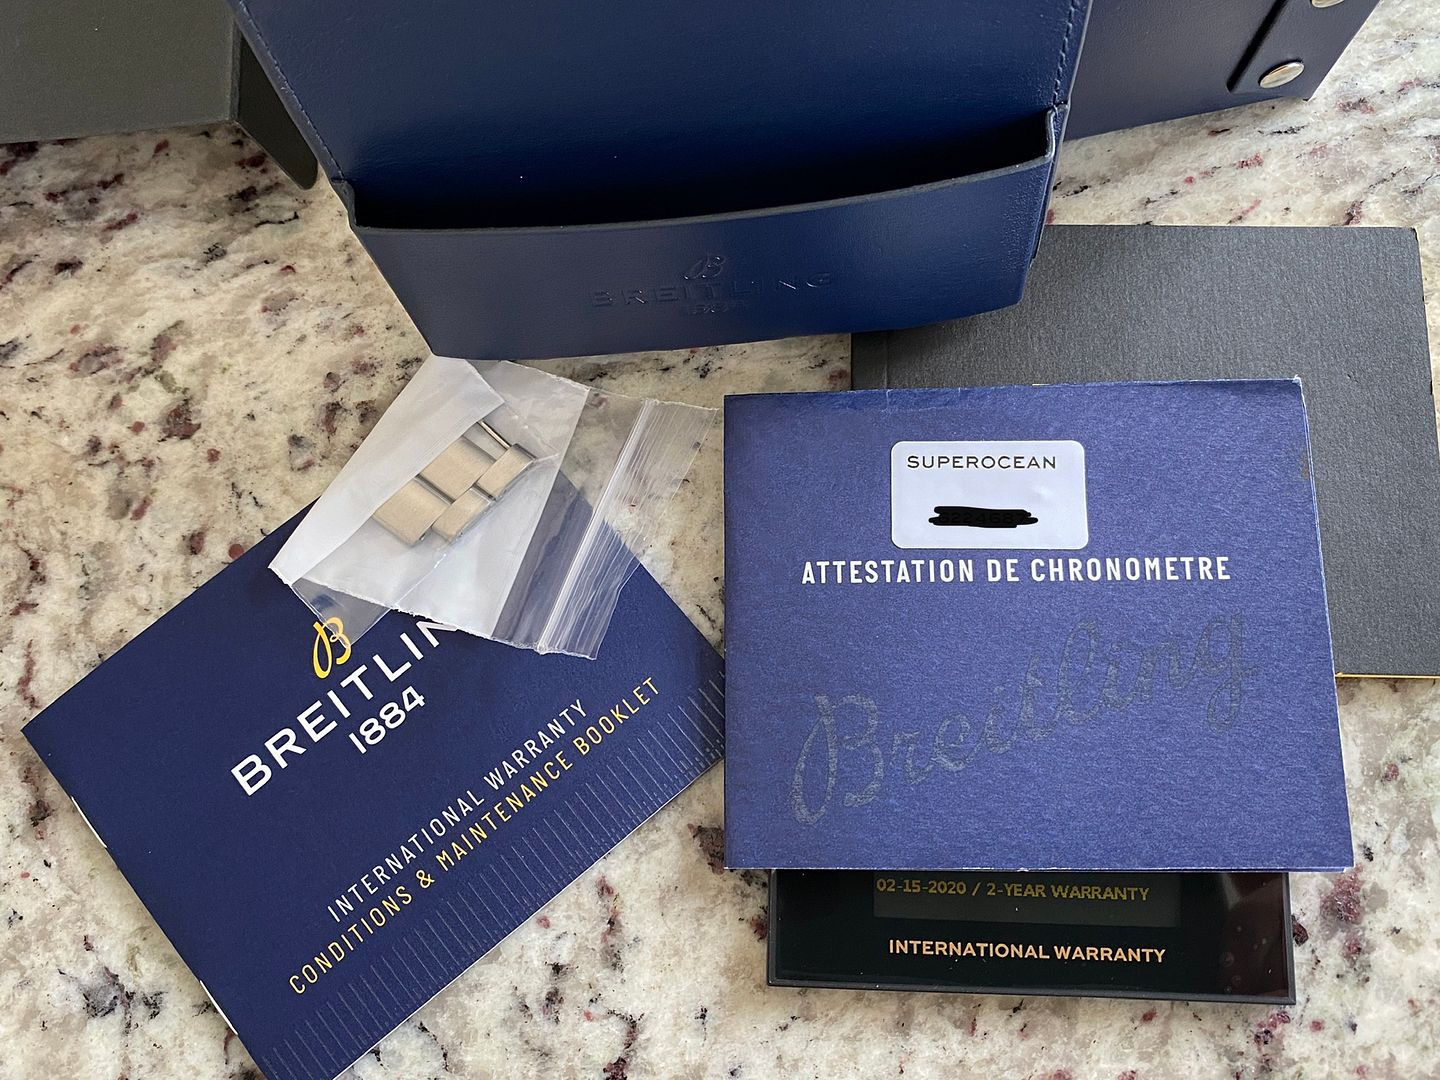 B
BREITLING
SUPEROCEAN
ATTESTATION DE CHRONOMETRE
Breitling
02-15-2020 / 2-YEAR WARRANTY
INTERNATIONAL WARRANTY
B
BREITLIN
1884
INTERNATIONAL WARRANTY
CONDITIONS & MAINTENANCE BOOKLET